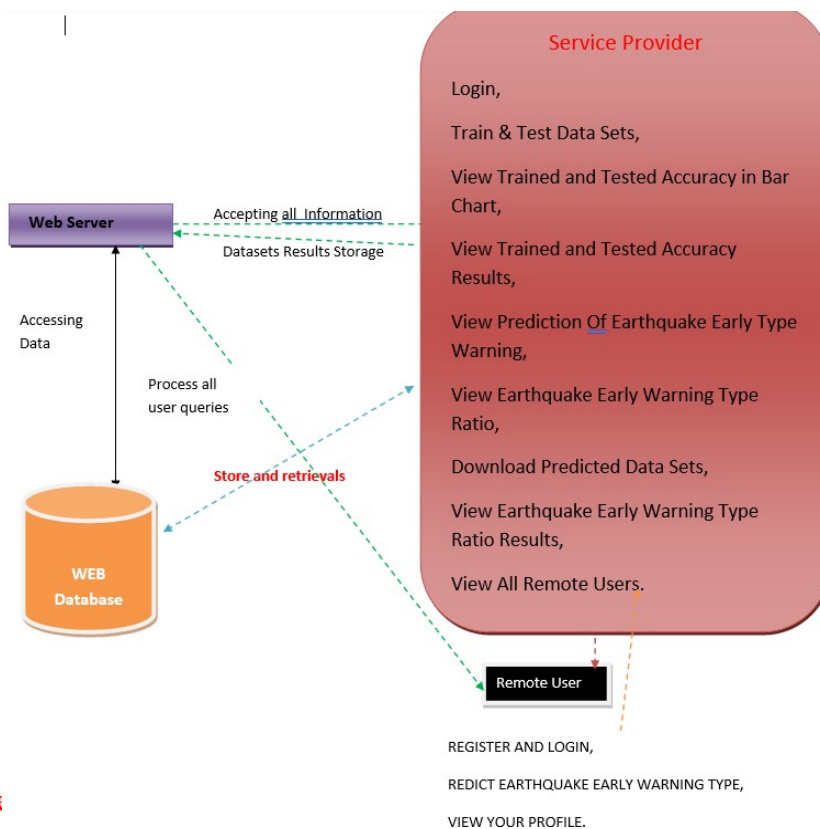 Service Provider
Login,
Train & Test Data Sets,
View Trained and Tested Accuracy in Bar
Chart,
View Trained and Tested Accuracy
Results,
View Prediction Of Earthquake Early Type
Warning,
View Earthquake Early Warning Type
Ratio,
Download Predicted Data Sets,
View Earthquake Early Warning Type
Ratio Results,
View All Remote Users.
Web Server
Accepting all Information
Datasets Results Storage
Accessing
Data
Process all
user queries
Store and retrievals
WEB
Database
Remote User
REGISTER AND LOGIN,
REDICT EARTHQUAKE EARLY WARNING TYPE,
VIEW YOUR PROFILE.